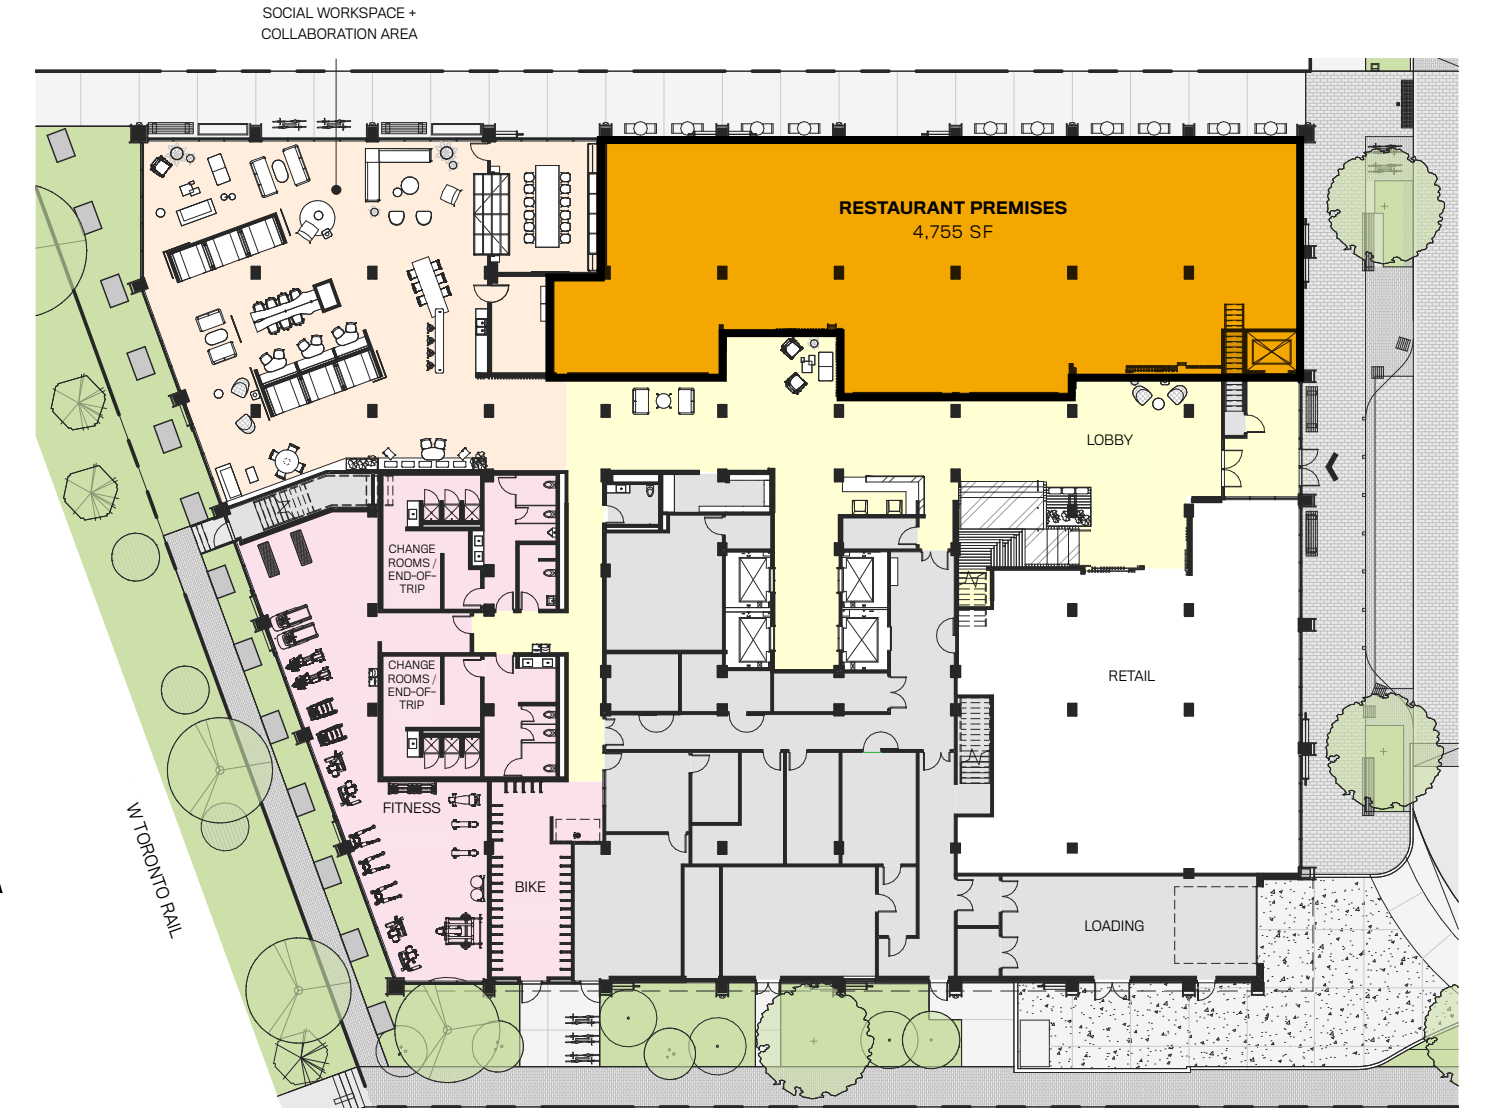 SOCIAL WORKSPACE +
COLLABORATION AREA
RESTAURANT PREMISES
4,755 SF
LOBBY
CHANGE
ROOMS /
END-OF-
TRIP
CHANGE
ROOMS /
END-OF-
TRIP
RETAIL
FITNESS
BIKE
W TORONTO RAIL
LOADING